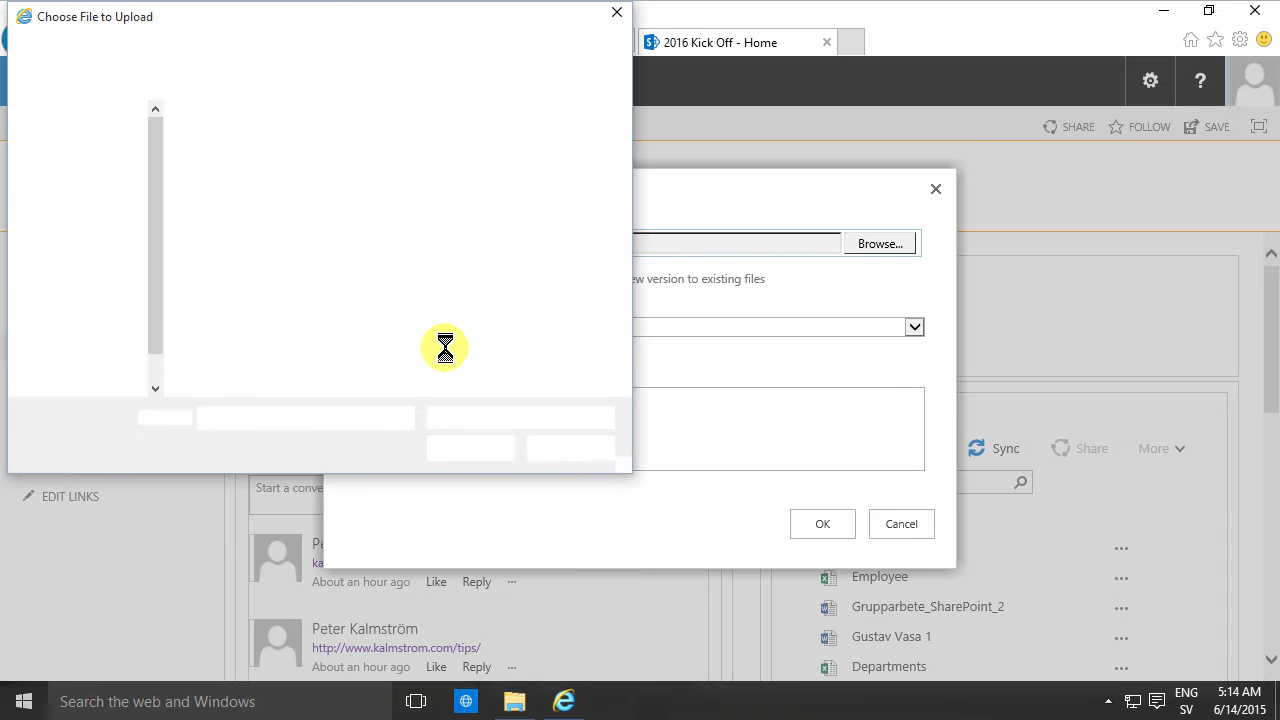 Choose File to Upload
2016 Kick Off - Home
SHARE
FOLLOW
SAVE
Browse...
ew version to existing files
OK
Cancel
EDIT LINKS
Start a conve
Pe
ka
About an hour ago Like Reply ...
Peter Kalmström
http://www.kalmstrom.com/tips/
About an hour ago Like Reply ...
Sync
Share
More
...
Employee ...
Grupparbete_SharePoint_2 ...
Gustav Vasa 1 ...
Departments ...
Search the web and Windows
ENG
SV
5:14 AM
6/14/2015